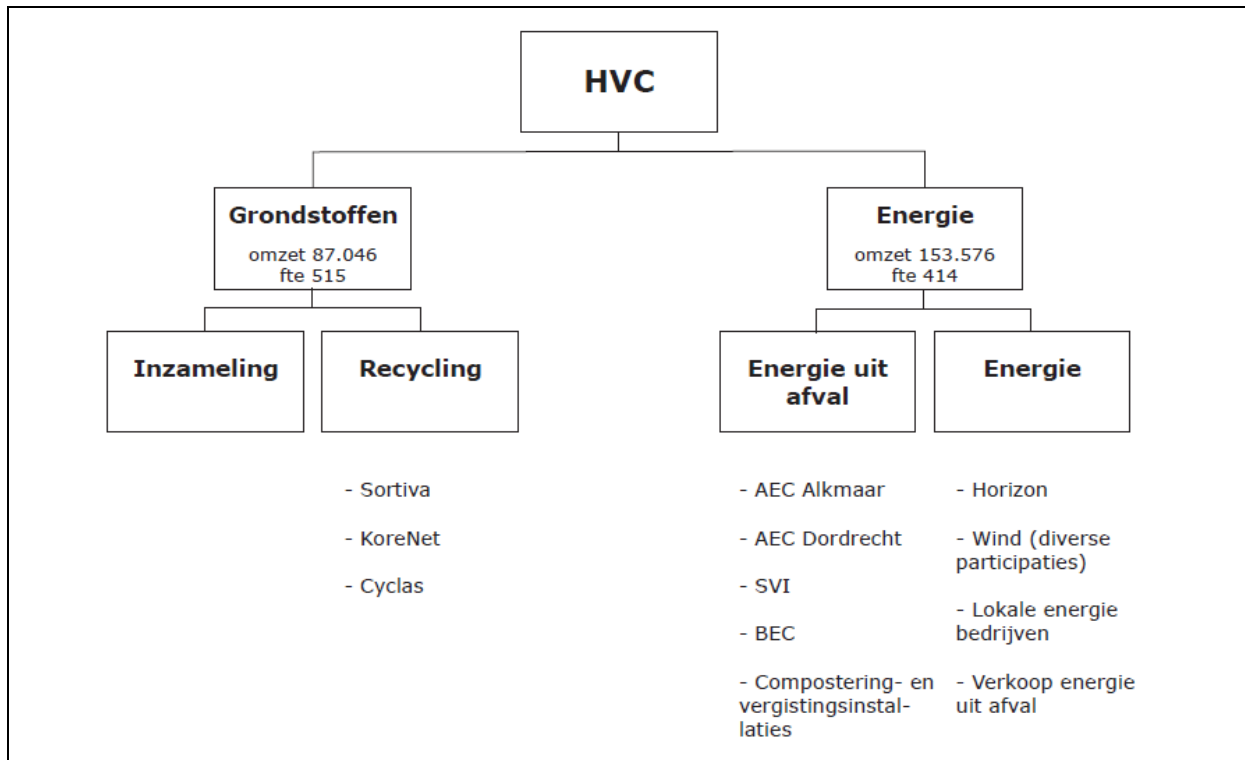 HVC
Grondstoffen
omzet 87.046
fte 515
Energie
omzet 153.576
fte 414
Inzameling
Recycling
Energie uit
afval
Energie
- Sortiva
- KoreNet
- Cyclas
- AEC Alkmaar
- AEC Dordrecht
- SVI
- BEC
- Compostering- en
vergistingsinstal-
laties
- Horizon
- Wind (diverse
participaties)
- Lokale energie
bedrijven
- Verkoop energie
uit afval